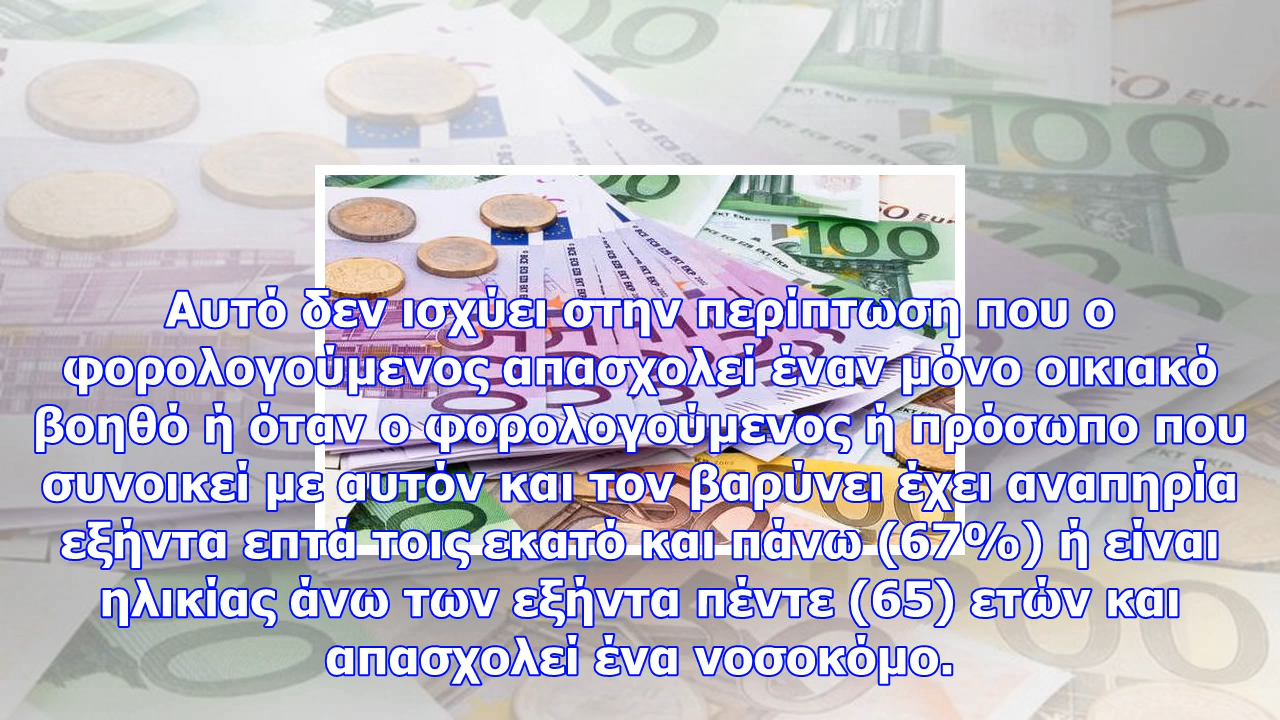 Αυτό δεν ισχύει στην περίπτωση που ο
φορολογούμενος απασχολεί έναν μόνο οικιακό
βοηθό ή όταν ο φορολογούμενος ή πρόσωπο που
συνοικεί με αυτόν και τον βαρύνει έχει αναπηρία
εξήντα επτά τοις εκατό και πάνω (67%) ή είναι
ηλικίας άνω των εξήντα πέντε (65) ετών και
απασχολεί ένα νοσοκόμο.